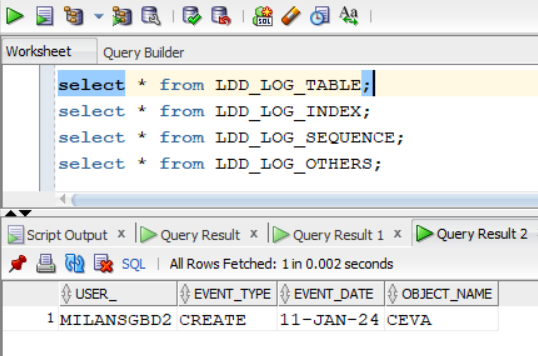 SQL
Aa
Worksheet Query Builder
select * from LDD_LOG_TABLE;
select * from LDD_LOG_INDEX;
select * from LDD_LOG_SEQUENCE;
select * from LDD_LOG_OTHERS;
Script Output x Query Result x Query Result 1 x Query Result 2
SQL | All Rows Fetched: 1 in 0.002 seconds
USER_ EVENT_TYPE EVENT_DATE OBJECT_NAME
1 MILANSGBD2 CREATE 11-JAN-24 CEVA